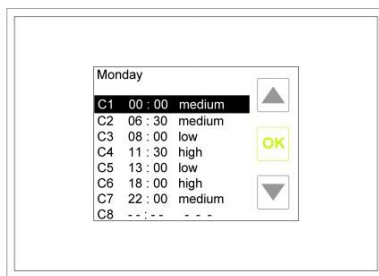 Monday
C1 00 : 00 medium
C2 06 : 30 medium
C3 08 : 00 low
C4 11 : 30 high
C5 13 : 00 low
C6 18 : 00 high
C7 22 : 00 medium
C8 - - : - - - - -
OK